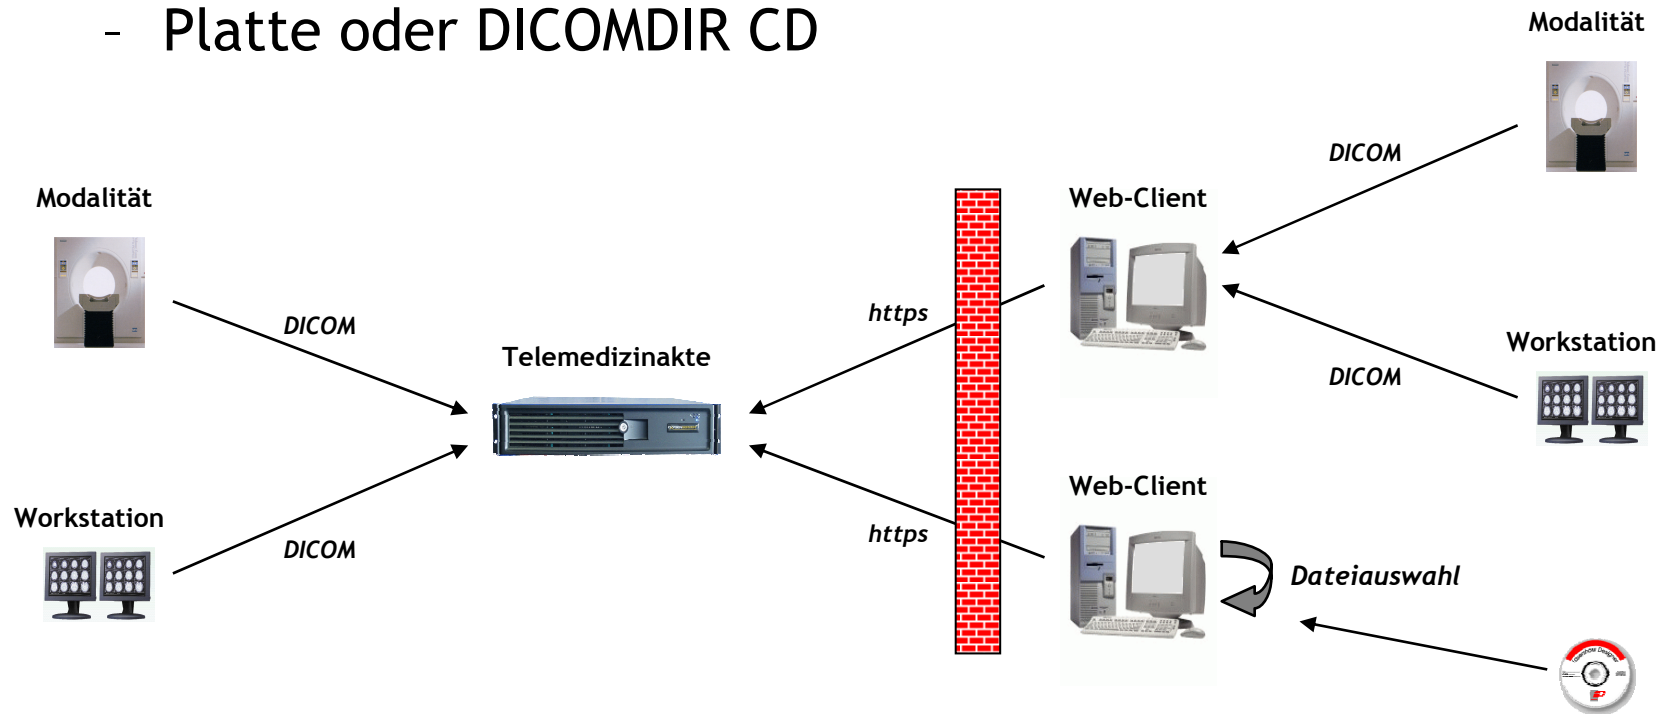 - Platte oder DICOMDIR CD
Modalität
DICOM
Modalität
Web-Client
DICOM
https
Telemedizinakte
Workstation
DICOM
Web-Client
Workstation
DICOM
https
Dateiauswahl